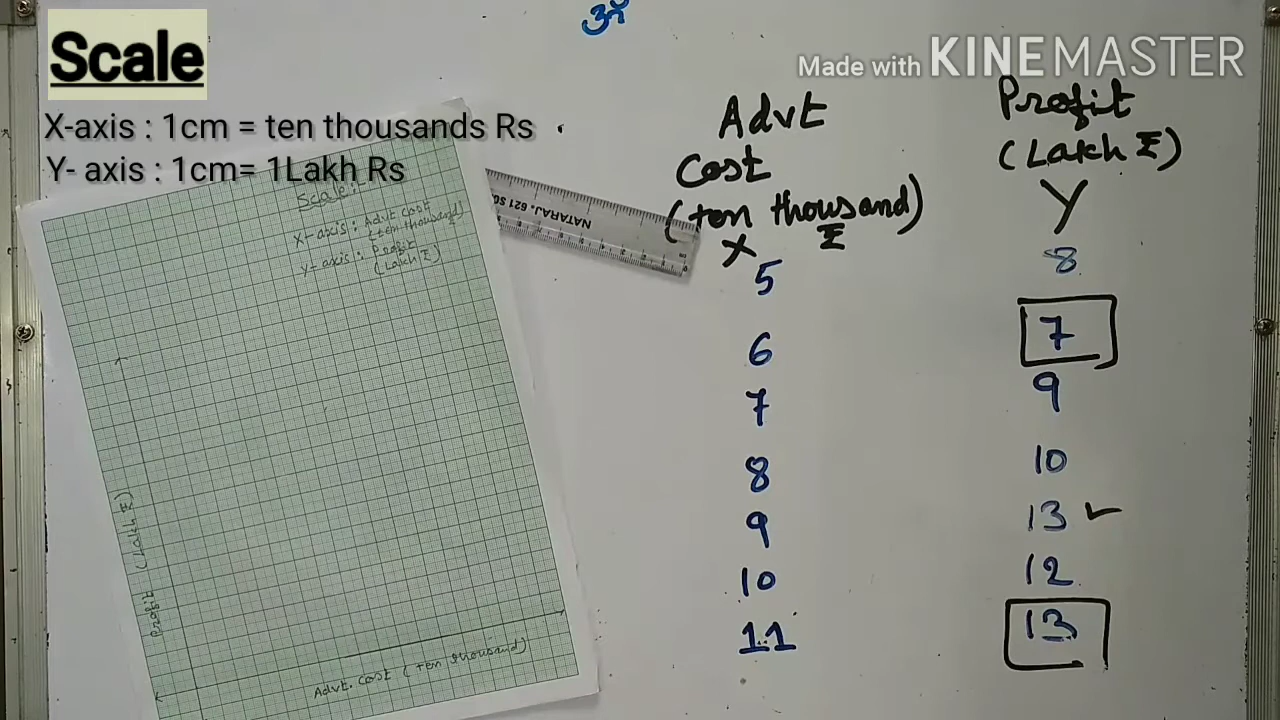 Scale
X-axis : 1cm = ten thousands Rs
Y- axis : 1cm= 1Lakh Rs
Made with KINEMASTER
Scale:-
x-axis: Advt cost
(ten thousand)
y-axis: Profit
(Lakh ₹)
NATARAJ. 621
Profit (Lakh ₹)
Advt. Cost (ten thousand)
Advt Profit
Cost (Lakh ₹)
(ten thousand) ₹
X Y
5 8
6 7
7 9
8 10
9 13 ✓
10 12
11 13